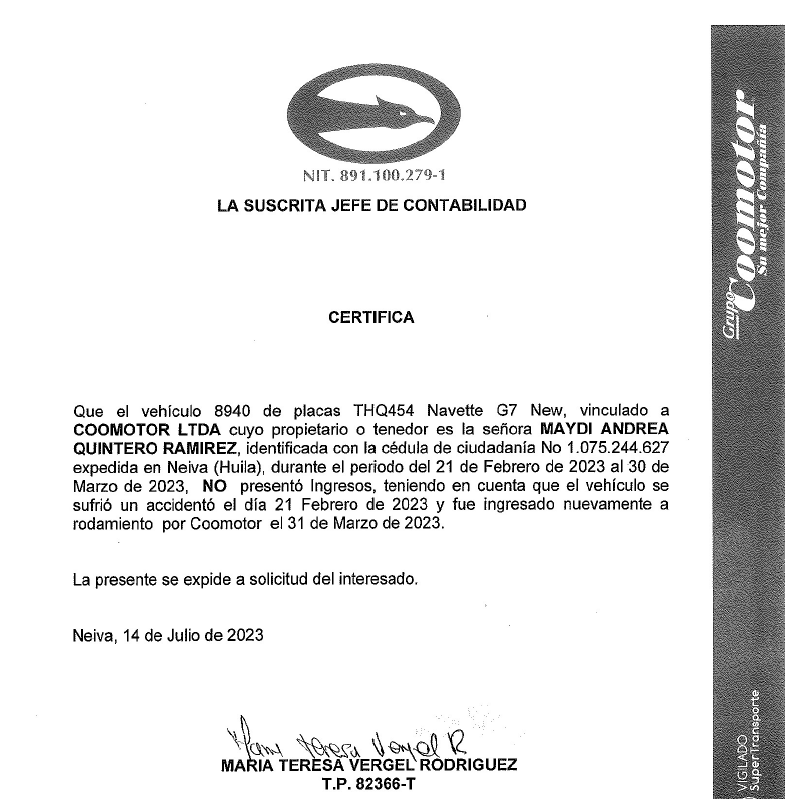 NIT. 891.100.279-1
LA SUSCRITA JEFE DE CONTABILIDAD
CERTIFICA
Que el vehículo 8940 de placas THQ454 Navette G7 New, vinculado a
COOMOTOR LTDA cuyo propietario o tenedor es la señora MAYDI ANDREA
QUINTERO RAMIREZ, identificada con la cédula de ciudadanía No 1.075.244.627
expedida en Neiva (Huila), durante el periodo del 21 de Febrero de 2023 al 30 de
Marzo de 2023, NO presentó Ingresos, teniendo en cuenta que el vehículo se
sufrió un accidentó el día 21 Febrero de 2023 y fue ingresado nuevamente a
rodamiento por Coomotor el 31 de Marzo de 2023.
La presente se expide a solicitud del interesado.
Neiva, 14 de Julio de 2023
Maria Teresa Vergel R
MARIA TERESA VERGEL RODRIGUEZ
T.P. 82366-T
Grupo Coomotor
Su mejor Compañía
VIGILADO
SuperTransporte